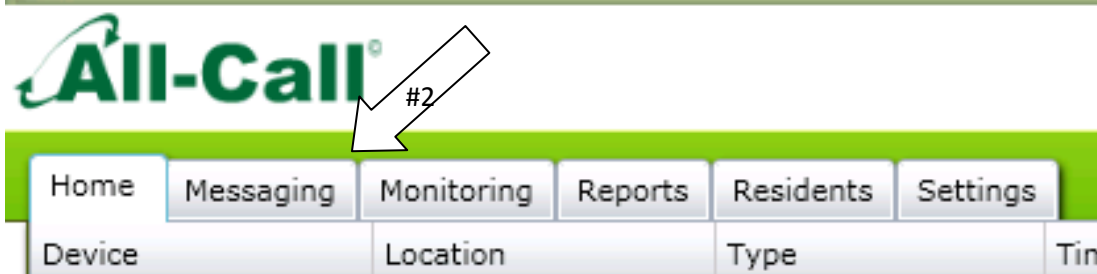 All-Call©
#2
Home Messaging Monitoring Reports Residents Settings
Device Location Type